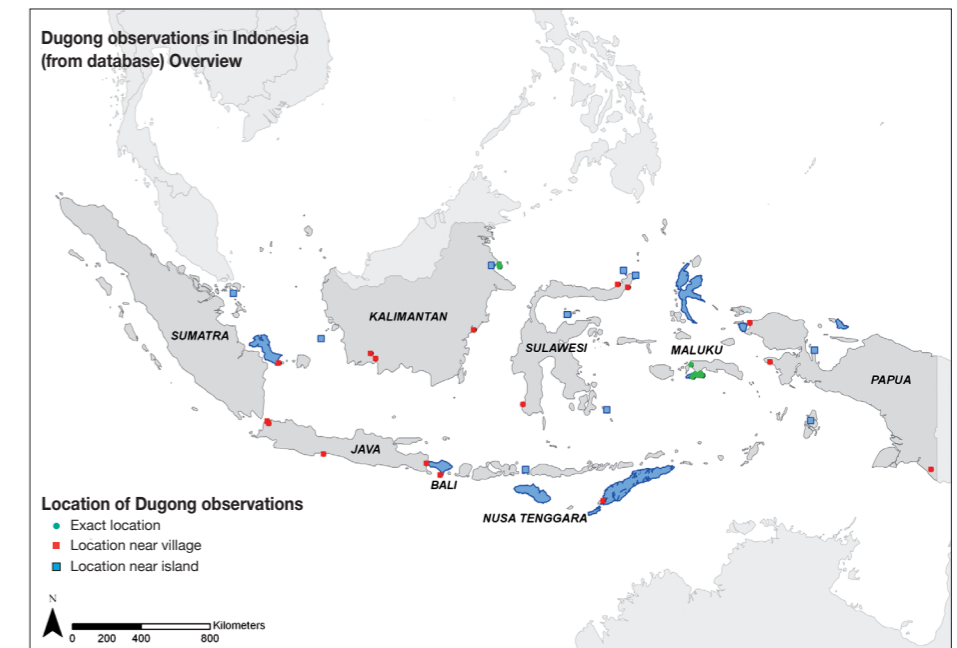 Dugong observations in Indonesia
(from database) Overview
KALIMANTAN
SUMATRA
SULAWESI
MALUKU
PAPUA
JAVA
BALI
NUSA TENGGARA
Location of Dugong observations
Exact location
Location near village
Location near island
N
Kilometers
0 200 400 800